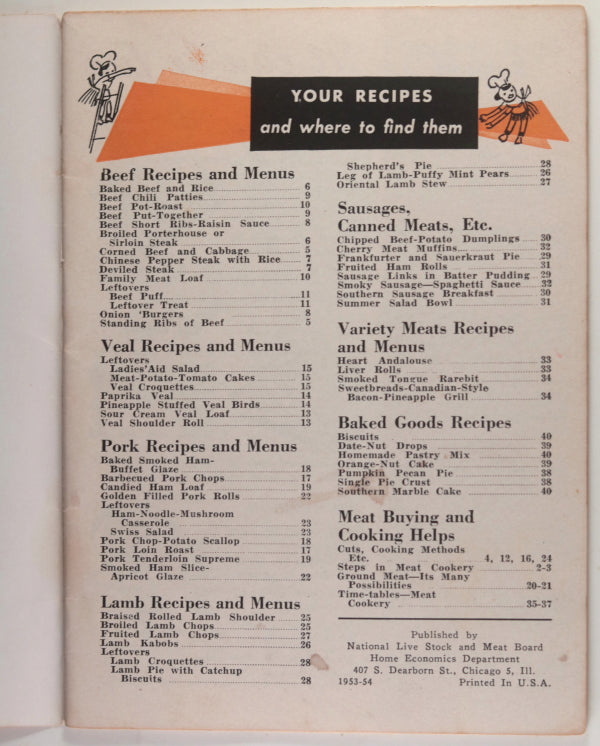 YOUR RECIPES
and where to find them
Beef Recipes and Menus
Baked Beef and Rice 6
Beef Chili Patties 9
Beef Pot-Roast 10
Beef Put-Together 9
Beef Short Ribs-Raisin Sauce 8
Broiled Porterhouse or
Sirloin Steak 6
Corned Beef and Cabbage 5
Chinese Pepper Steak with Rice 7
Deviled Steak 7
Family Meat Loaf 10
Leftovers
Beef Puff 11
Leftover Treat 11
Onion 'Burgers 8
Standing Ribs of Beef 5
Veal Recipes and Menus
Leftovers
Ladies'Aid Salad 15
Meat-Potato-Tomato Cakes 15
Veal Croquettes 15
Paprika Veal 14
Pineapple Stuffed Veal Birds 14
Sour Cream Veal Loaf 13
Veal Shoulder Roll 13
Pork Recipes and Menus
Baked Smoked Ham-
Buffet Glaze 18
Barbecued Pork Chops 17
Candied Ham Loaf 19
Golden Filled Pork Rolls 22
Leftovers
Ham-Noodle-Mushroom
Casserole 23
Swiss Salad 23
Pork Chop-Potato Scallop 18
Pork Loin Roast 17
Pork Tenderloin Supreme 19
Smoked Ham Slice-
Apricot Glaze 22
Lamb Recipes and Menus
Braised Rolled Lamb Shoulder 25
Broiled Lamb Chops 25
Fruited Lamb Chops 27
Lamb Kabobs 26
Leftovers
Lamb Croquettes 28
Lamb Pie with Catchup
Biscuits 28
Shepherd's Pie 28
Leg of Lamb-Puffy Mint Pears 26
Oriental Lamb Stew 27
Sausages,
Canned Meats, Etc.
Chipped Beef-Potato Dumplings 30
Cherry Meat Muffins 32
Frankfurter and Sauerkraut Pie 29
Fruited Ham Rolls 31
Sausage Links in Batter Pudding 29
Smoky Sausage—Spaghetti Sauce 32
Southern Sausage Breakfast 30
Summer Salad Bowl 31
Variety Meats Recipes
and Menus
Heart Andalouse 33
Liver Rolls 33
Smoked Tongue Rarebit 34
Sweetbreads-Canadian-Style
Bacon-Pineapple Grill 34
Baked Goods Recipes
Biscuits 40
Date-Nut Drops 39
Homemade Pastry Mix 40
Orange-Nut Cake 39
Pumpkin Pecan Pie 38
Single Pie Crust 38
Southern Marble Cake 40
Meat Buying and
Cooking Helps
Cuts, Cooking Methods
Etc. 4, 12, 16, 24
Steps in Meat Cookery 2-3
Ground Meat—Its Many
Possibilities 20-21
Time-tables—Meat
Cookery 35-37
Published by
National Live Stock and Meat Board
Home Economics Department
407 S. Dearborn St., Chicago 5, Ill.
1953-54 Printed In U.S.A.